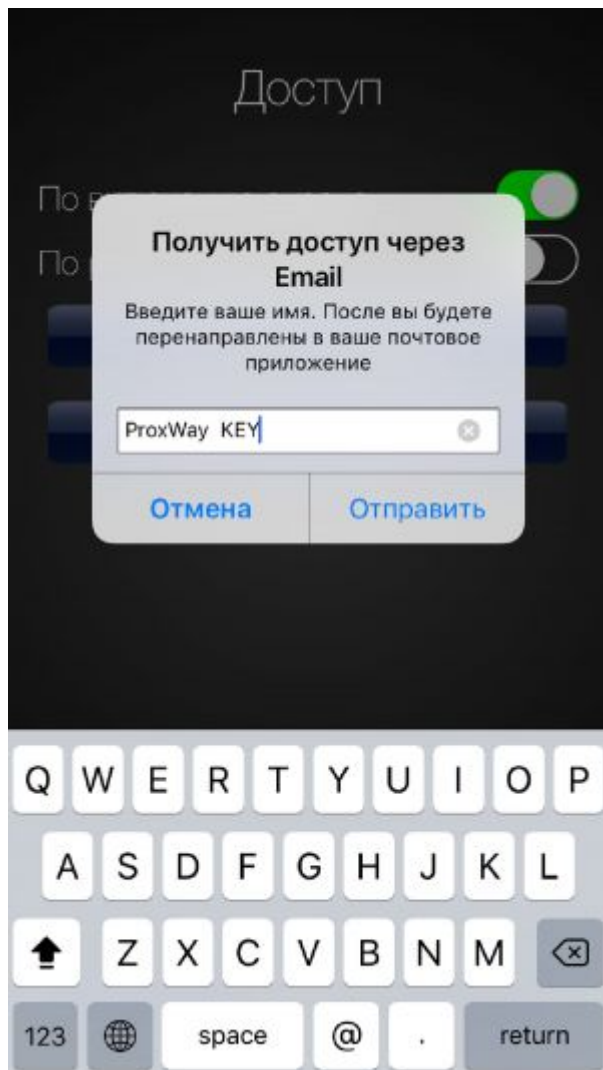 Доступ
По
По
Получить доступ через
Email
Введите ваше имя. После вы будете
перенаправлены в ваше почтовое
приложение
ProxWay KEY
Отмена Отправить
Q W E R T Y U I O P
A S D F G H J K L
Z X C V B N M
123 space @ . return